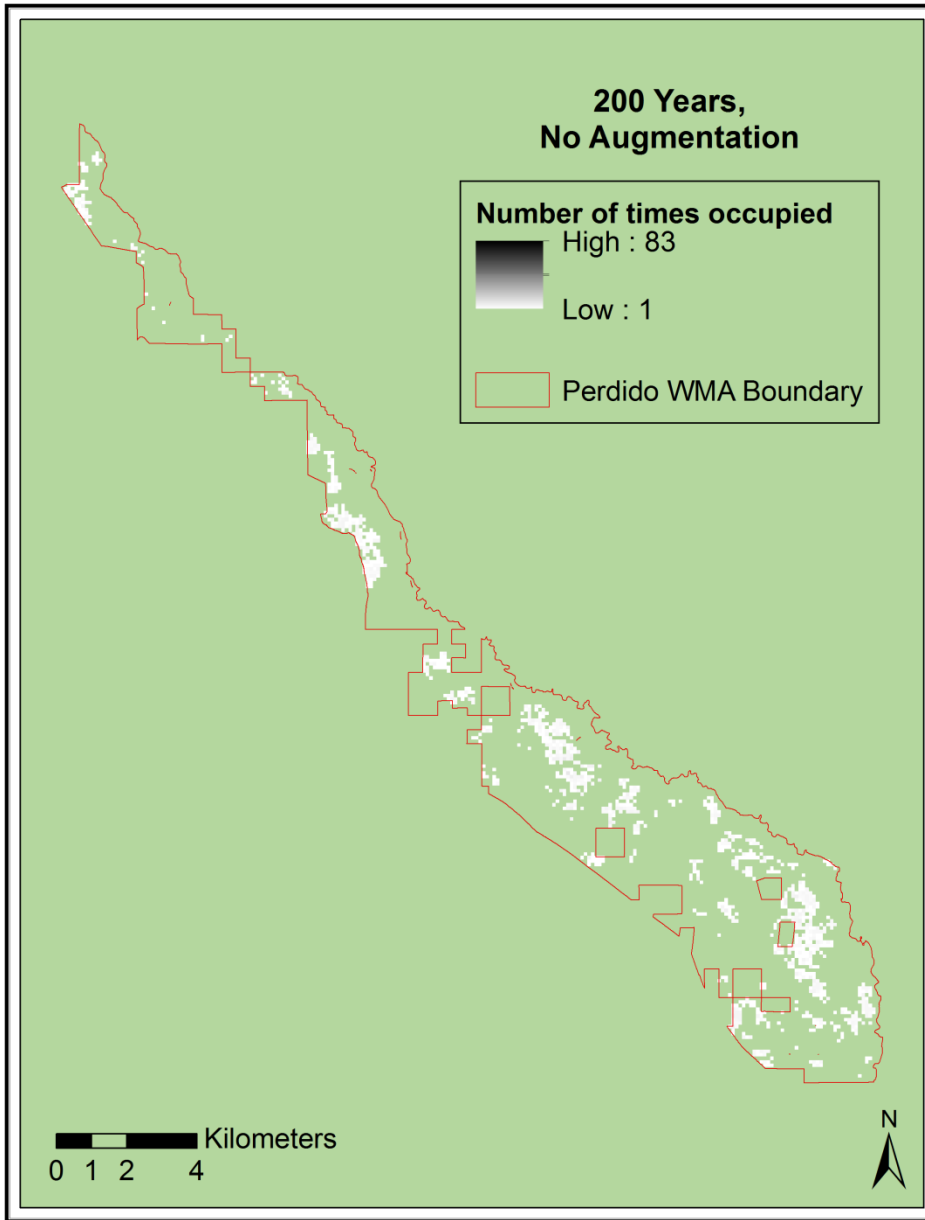 200 Years,
No Augmentation
Number of times occupied
High : 83
Low : 1
Perdido WMA Boundary
Kilometers
0 1 2 4
N